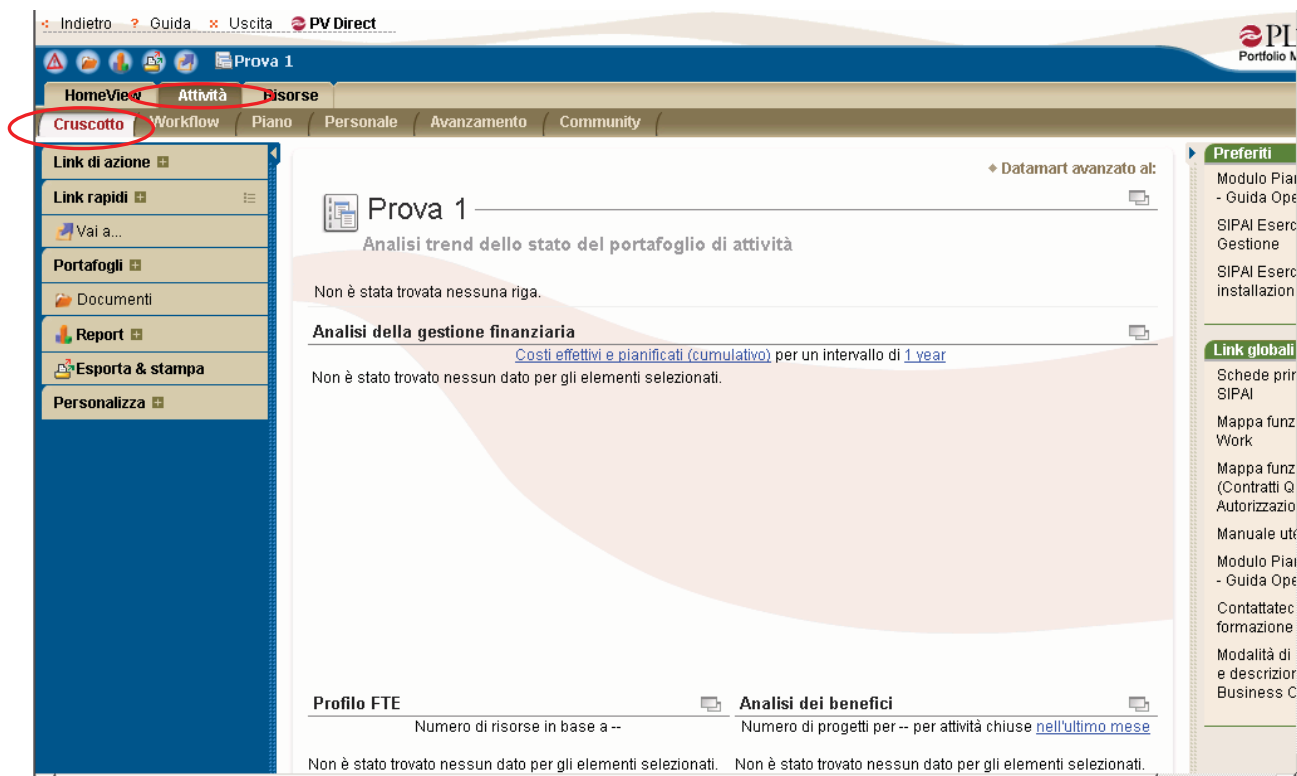 Indietro ? Guida × Uscita PV Direct
PL
Portfolio M
Prova 1
HomeView Attività Risorse
Cruscotto Workflow Piano Personale Avanzamento Community
Link di azione
Link rapidi
Vai a...
Portafogli
Documenti
Report
Esporta & stampa
Personalizza
Datamart avanzato al:
Prova 1
Analisi trend dello stato del portafoglio di attività
Non è stata trovata nessuna riga.
Analisi della gestione finanziaria
Costi effettivi e pianificati (cumulativo) per un intervallo di 1 year
Non è stato trovato nessun dato per gli elementi selezionati.
Profilo FTE
Numero di risorse in base a --
Non è stato trovato nessun dato per gli elementi selezionati.
Analisi dei benefici
Numero di progetti per -- per attività chiuse nell'ultimo mese
Non è stato trovato nessun dato per gli elementi selezionati.
Preferiti
Modulo Pian
- Guida Ope
SIPAI Eserc
Gestione
SIPAI Eserc
installazion
Link globali
Schede prin
SIPAI
Mappa funz
Work
Mappa funz
(Contratti Q
Autorizzazio
Manuale ute
Modulo Pian
- Guida Ope
Contattatec
formazione
Modalità di
e descrizion
Business C